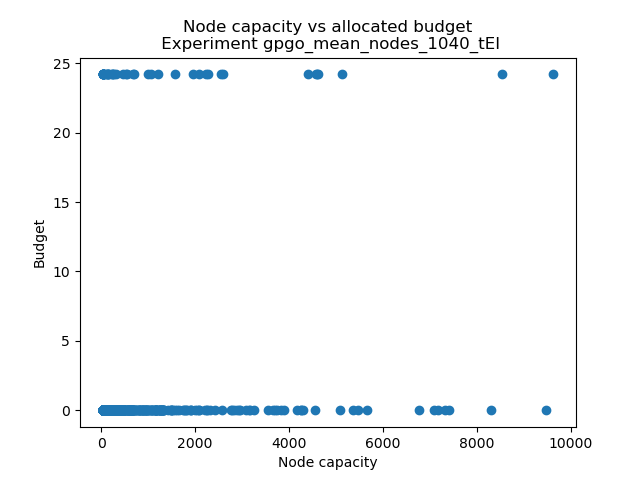 Node capacity vs allocated budget
Experiment gpgo_mean_nodes_1040_tEI
25
20
15
10
5
0
Budget
0 2000 4000 6000 8000 10000
Node capacity